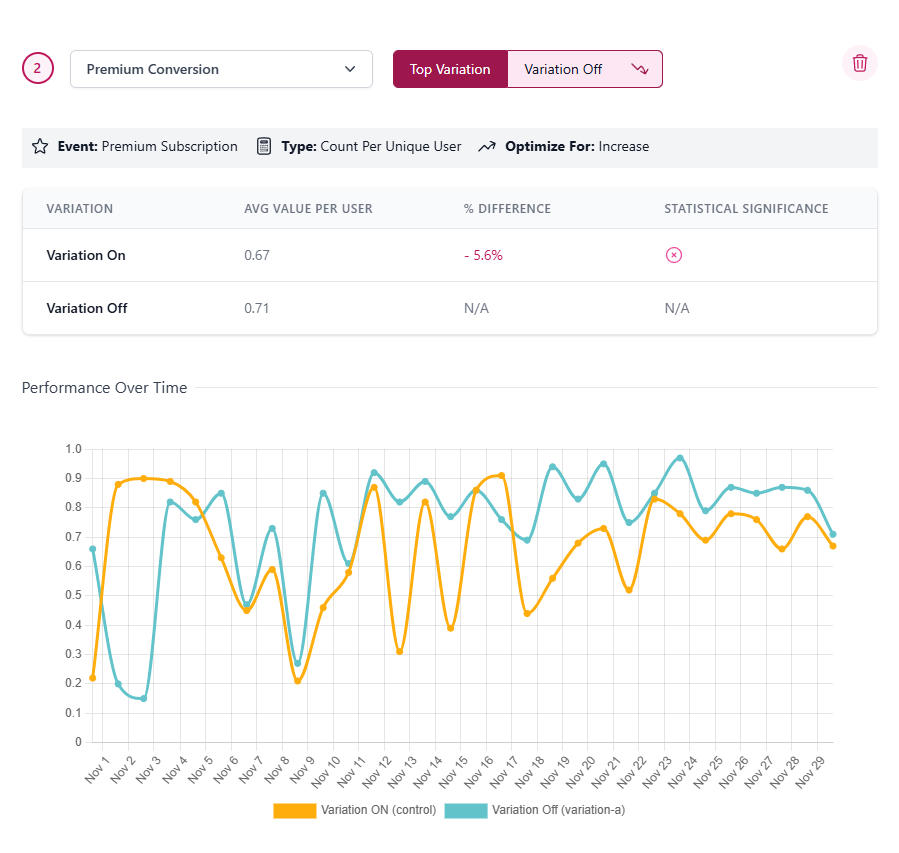 2
Premium Conversion
Top Variation
Variation Off
Event: Premium Subscription
Type: Count Per Unique User
Optimize For: Increase
VARIATION AVG VALUE PER USER % DIFFERENCE STATISTICAL SIGNIFICANCE
Variation On 0.67 - 5.6%
Variation Off 0.71 N/A N/A
Performance Over Time
1.0
0.9
0.8
0.7
0.6
0.5
0.4
0.3
0.2
0.1
0
Nov 1
Nov 2
Nov 3
Nov 4
Nov 5
Nov 6
Nov 7
Nov 8
Nov 9
Nov 10
Nov 11
Nov 12
Nov 13
Nov 14
Nov 15
Nov 16
Nov 17
Nov 18
Nov 19
Nov 20
Nov 21
Nov 22
Nov 23
Nov 24
Nov 25
Nov 26
Nov 27
Nov 28
Nov 29
Variation ON (control)
Variation Off (variation-a)